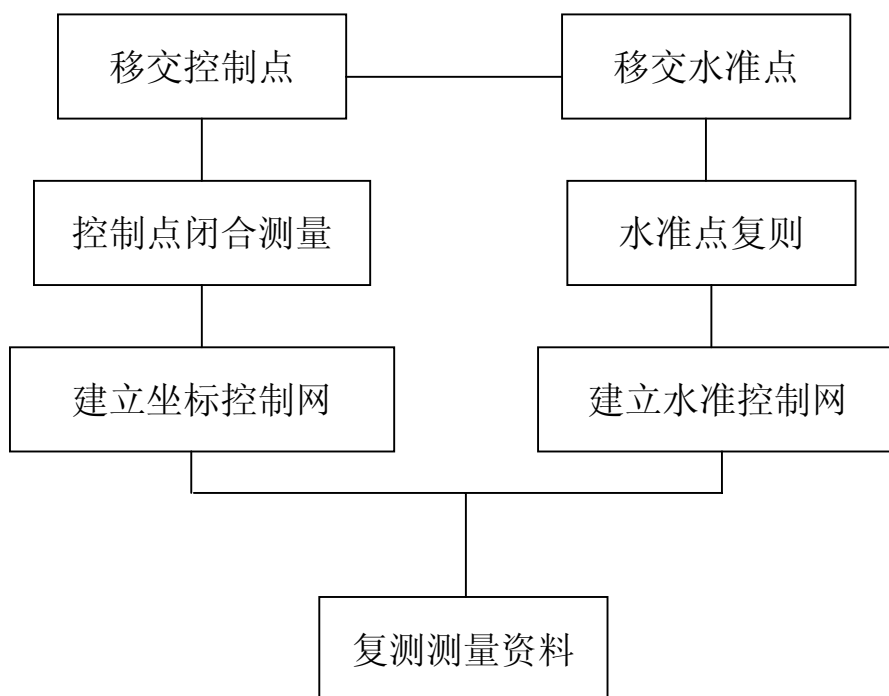 移交控制点
移交水准点
控制点闭合测量
水准点复则
建立坐标控制网
建立水准控制网
复测测量资料